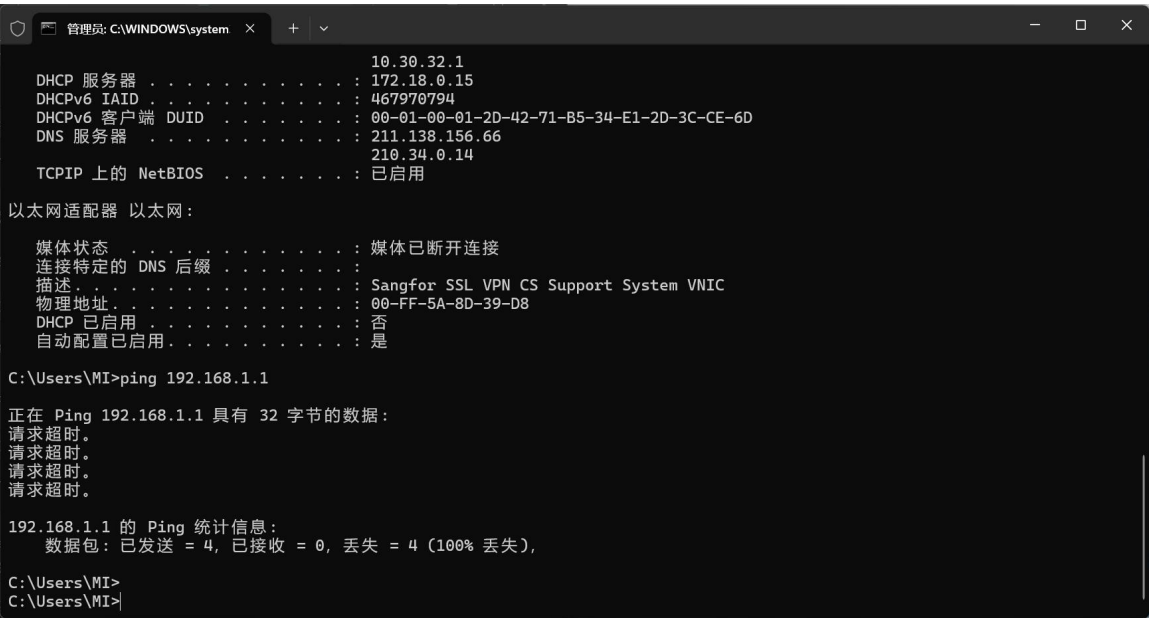 管理员: C:\WINDOWS\system
10.30.32.1
DHCP 服务器 . . . . . . . . . . . : 172.18.0.15
DHCPv6 IAID . . . . . . . . . . . : 467970794
DHCPv6 客户端 DUID  . . . . . . . : 00-01-00-01-2D-42-71-B5-34-E1-2D-3C-CE-6D
DNS 服务器  . . . . . . . . . . . : 211.138.156.66
210.34.0.14
TCPIP 上的 NetBIOS  . . . . . . . : 已启用
以太网适配器 以太网:
媒体状态  . . . . . . . . . . . . : 媒体已断开连接
连接特定的 DNS 后缀 . . . . . . . :
描述. . . . . . . . . . . . . . . : Sangfor SSL VPN CS Support System VNIC
物理地址. . . . . . . . . . . . . : 00-FF-5A-8D-39-D8
DHCP 已启用 . . . . . . . . . . . : 否
自动配置已启用. . . . . . . . . . : 是
C:\Users\MI>ping 192.168.1.1
正在 Ping 192.168.1.1 具有 32 字节的数据:
请求超时。
请求超时。
请求超时。
请求超时。
192.168.1.1 的 Ping 统计信息:
数据包: 已发送 = 4，已接收 = 0，丢失 = 4 (100% 丢失)，
C:\Users\MI>
C:\Users\MI>